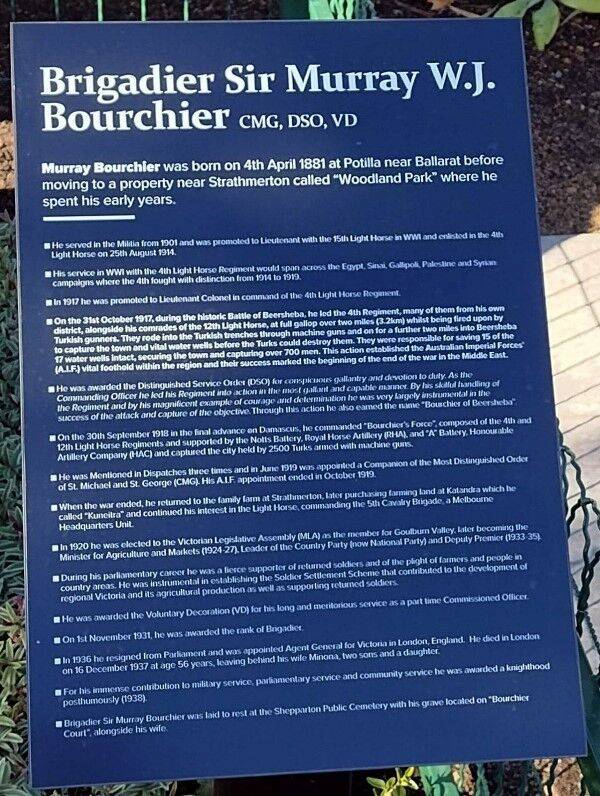 Brigadier Sir Murray W.J.
Bourchier CMG, DSO, VD
Murray Bourchier was born on 4th April 1881 at Potilla near Ballarat before
moving to a property near Strathmerton called "Woodland Park" where he
spent his early years.
■ He served in the Militia from 1901 and was promoted to Lieutenant with the 15th Light Horse in WWI and enlisted in the 4th
Light Horse on 25th August 1914.
■ His service in WWI with the 4th Light Horse Regiment would span across the Egypt, Sinai, Gallipoli, Palestine and Syrian
campaigns where the 4th fought with distinction from 1914 to 1919.
■ In 1917 he was promoted to Lieutenant Colonel in command of the 4th Light Horse Regiment.
■ On the 31st October 1917, during the historic Battle of Beersheba, he led the 4th Regiment, many of them from his own
district, alongside his comrades of the 12th Light Horse, at full gallop over two miles (3.2km) whilst being fired upon by
Turkish gunners. They rode into the Turkish trenches through machine guns and on for a further two miles into Beersheba
to capture the town and vital water wells before the Turks could destroy them. They were responsible for saving 15 of the
17 water wells intact, securing the town and capturing over 700 men. This action established the Australian Imperial Forces'
(A.I.F.) vital foothold within the region and their success marked the beginning of the end of the war in the Middle East.
■ He was awarded the Distinguished Service Order (DSO) for conspicuous gallantry and devotion to duty. As the
Commanding Officer he led his Regiment into action in the most gallant and capable manner. By his skilful handling of
the Regiment and by his magnificent example of courage and determination he was very largely instrumental in the
success of the attack and capture of the objective. Through this action he also earned the name "Bourchier of Beersheba".
■ On the 30th September 1918 in the final advance on Damascus, he commanded "Bourchier's Force", composed of the 4th and
12th Light Horse Regiments and supported by the Notts Battery, Royal Horse Artillery (RHA), and "A" Battery, Honourable
Artillery Company (HAC) and captured the city held by 2500 Turks armed with machine guns.
■ He was Mentioned in Dispatches three times and in June 1919 was appointed a Companion of the Most Distinguished Order
of St. Michael and St. George (CMG). His A.I.F. appointment ended in October 1919.
■ When the war ended, he returned to the family farm at Strathmerton, later purchasing farming land at Katandra which he
called "Kuneitra" and continued his interest in the Light Horse, commanding the 5th Cavalry Brigade, a Melbourne
Headquarters Unit.
■ In 1920 he was elected to the Victorian Legislative Assembly (MLA) as the member for Goulburn Valley, later becoming the
Minister for Agriculture and Markets (1924-27), Leader of the Country Party (now National Party) and Deputy Premier (1933-35).
■ During his parliamentary career he was a fierce supporter of returned soldiers and of the plight of farmers and people in
country areas. He was instrumental in establishing the Soldier Settlement Scheme that contributed to the development of
regional Victoria and its agricultural production as well as supporting returned soldiers.
■ He was awarded the Voluntary Decoration (VD) for his long and meritorious service as a part time Commissioned Officer.
■ On 1st November 1931, he was awarded the rank of Brigadier.
■ In 1936 he resigned from Parliament and was appointed Agent General for Victoria in London, England. He died in London
on 16 December 1937 at age 56 years, leaving behind his wife Minona, two sons and a daughter.
■ For his immense contribution to military service, parliamentary service and community service he was awarded a knighthood
posthumously (1938).
■ Brigadier Sir Murray Bourchier was laid to rest at the Shepparton Public Cemetery with his grave located on "Bourchier
Court", alongside his wife.